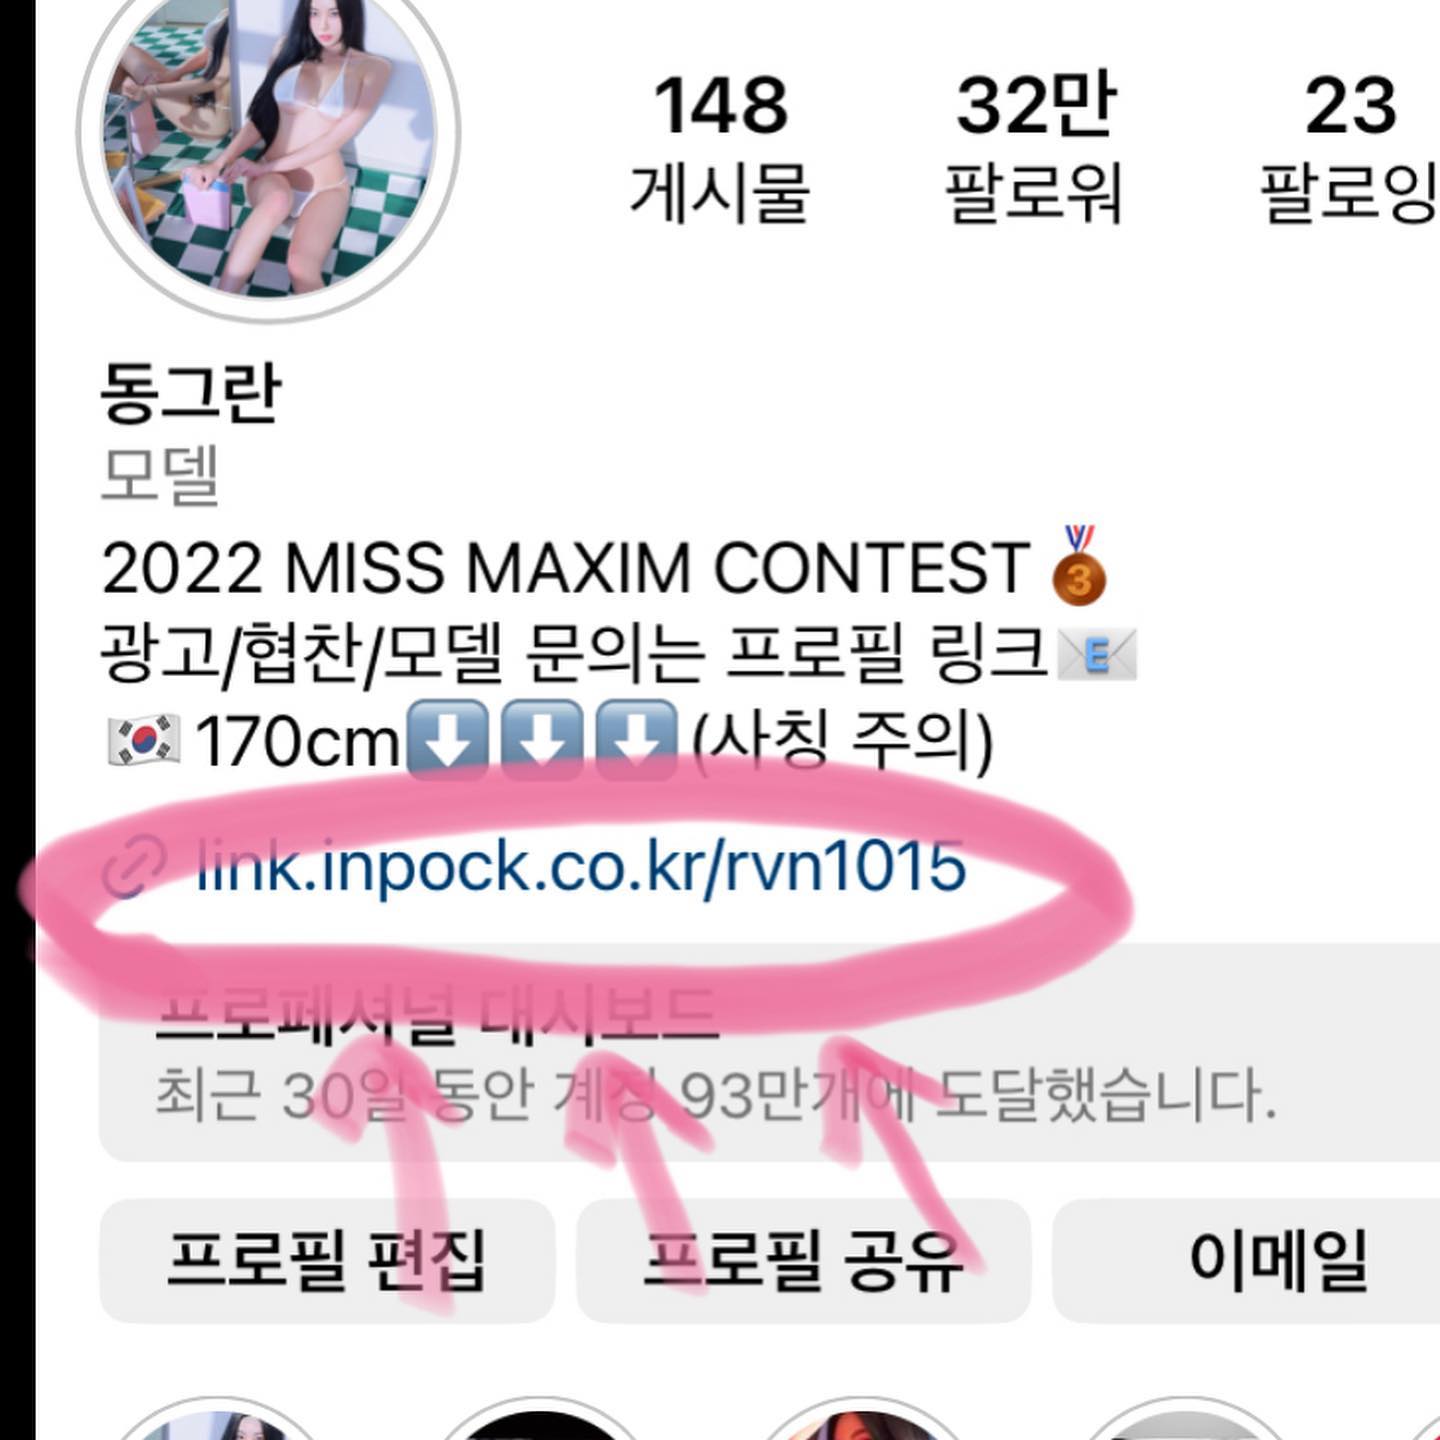 148 32만 23
게시물 팔로워 팔로잉
동그란
모델
2022 MISS MAXIM CONTEST🥉
광고/협찬/모델 문의는 프로필 링크📧
🇰🇷 170cm⬇️⬇️⬇️(사칭 주의)
link.inpock.co.kr/rvn1015
프로페셔널 대시보드
최근 30일 동안 계정 93만개에 도달했습니다.
프로필 편집 프로필 공유 이메일